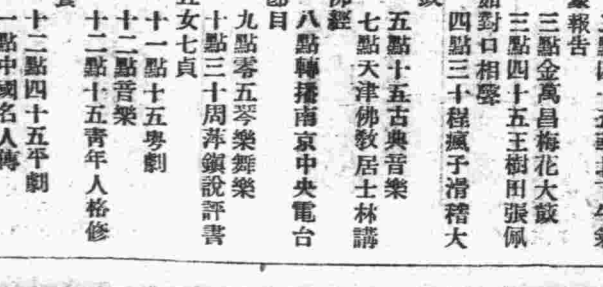 報告
三點金萬昌梅花大鼓
三點四十五王樹田張佩
茹對口相聲
四點三十程瘋子滑稽大
五點十五古典音樂
七點天津佛敎居士林講
佛經
八點轉播南京中央電台
節目
九點零五琴樂舞樂
十點三十周萍鎭說評書
五女七貞
十一點十五粵劇
十二點音樂
十二點十五靑年人格修
十二點四十五平劇
一點中國名人傳